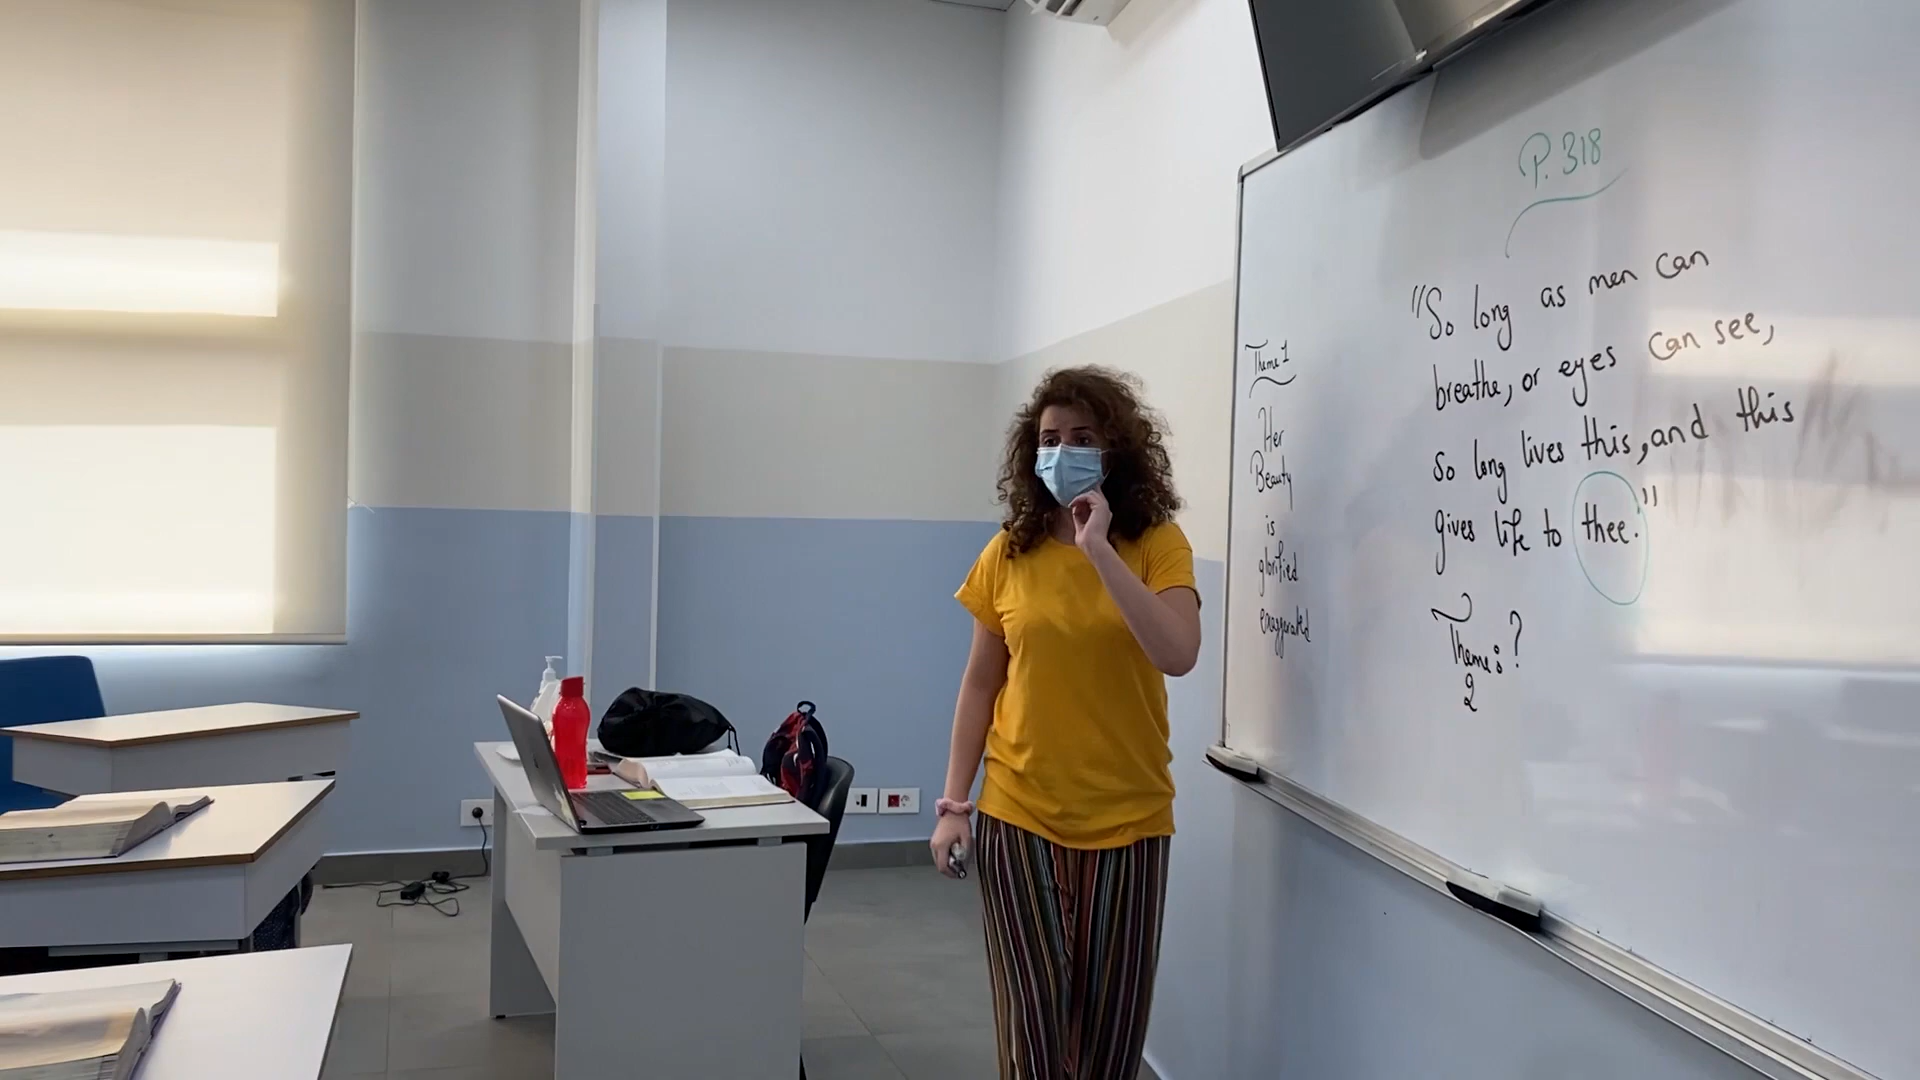 P. 318
"So long as men can
breathe, or eyes can see,
so long lives this, and this
gives life to thee."
Theme: ?
2
Theme 1
Her
Beauty
is
glorified
exaggerated